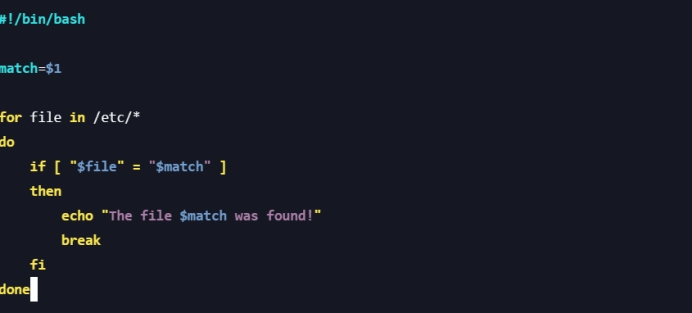 #!/bin/bash
match=$1
for file in /etc/*
do
    if [ "$file" = "$match" ]
    then
        echo "The file $match was found!"
        break
    fi
done